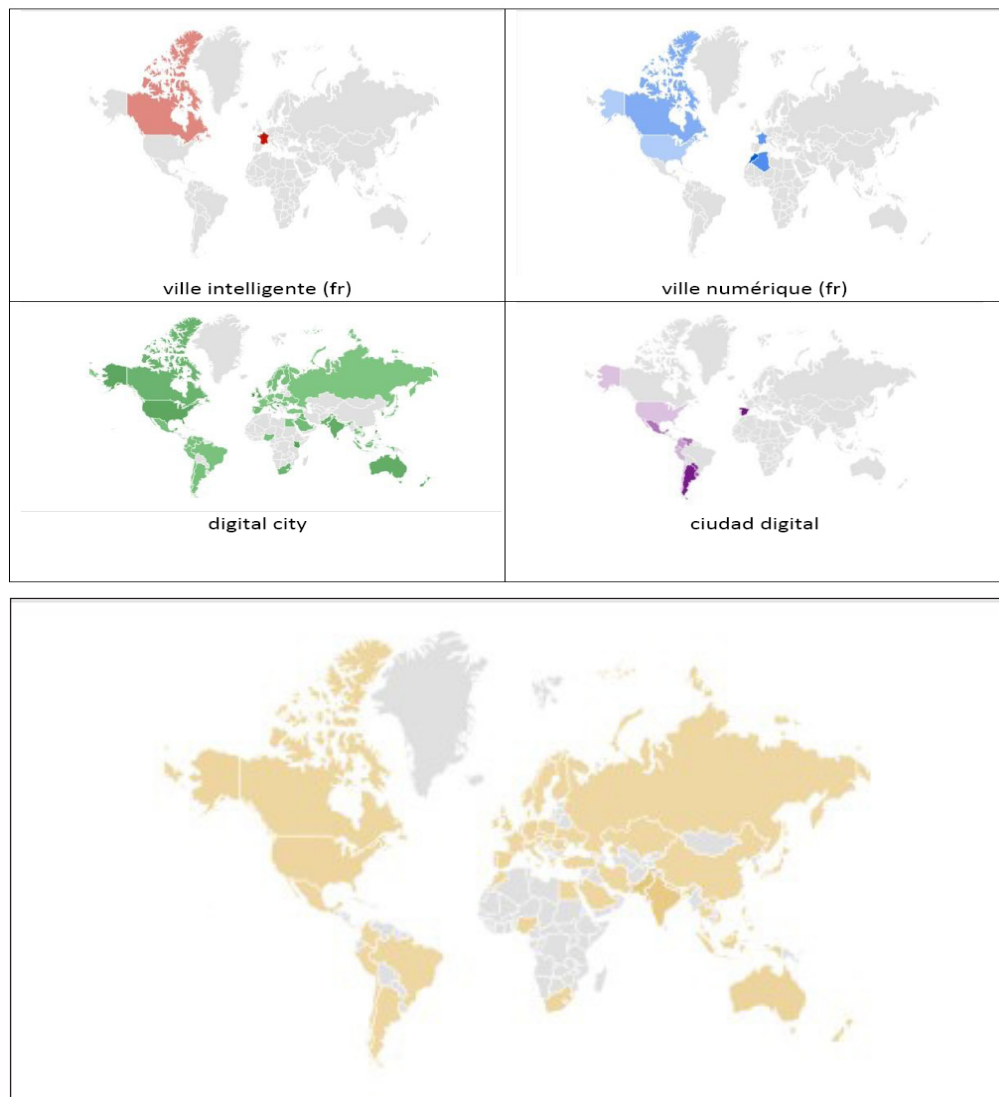 ville intelligente (fr)
ville numérique (fr)
digital city
ciudad digital